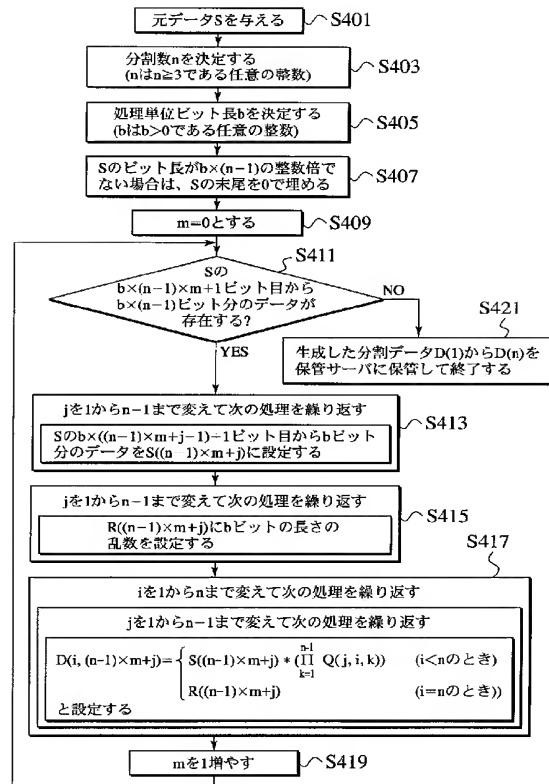 元データSを与える
S401
分割数nを決定する
(nはn≧3である任意の整数)
S403
処理単位ビット長bを決定する
(bはb>0である任意の整数)
S405
Sのビット長がb×(n−1)の整数倍で
ない場合は、Sの末尾を0で埋める
S407
m=0とする
S409
S411
Sの
b×(n−1)×m+1ビット目から
b×(n−1)ビット分のデータが
存在する?
NO
YES
S421
生成した分割データD(1)からD(n)を
保管サーバに保管して終了する
jを1からn−1まで変えて次の処理を繰り返す
Sのb×((n−1)×m+j−1)+1ビット目からbビット
分のデータをS((n−1)×m+j)に設定する
S413
jを1からn−1まで変えて次の処理を繰り返す
R((n−1)×m+j)にbビットの長さの
乱数を設定する
S415
S417
iを1からnまで変えて次の処理を繰り返す
jを1からn−1まで変えて次の処理を繰り返す
D(i, (n−1)×m+j)= { S((n−1)×m+j) * (∏ k=1 n-1 Q(j, i, k)) (i<nのとき)
R((n−1)×m+j) (i=nのとき))
と設定する
mを1増やす
S419